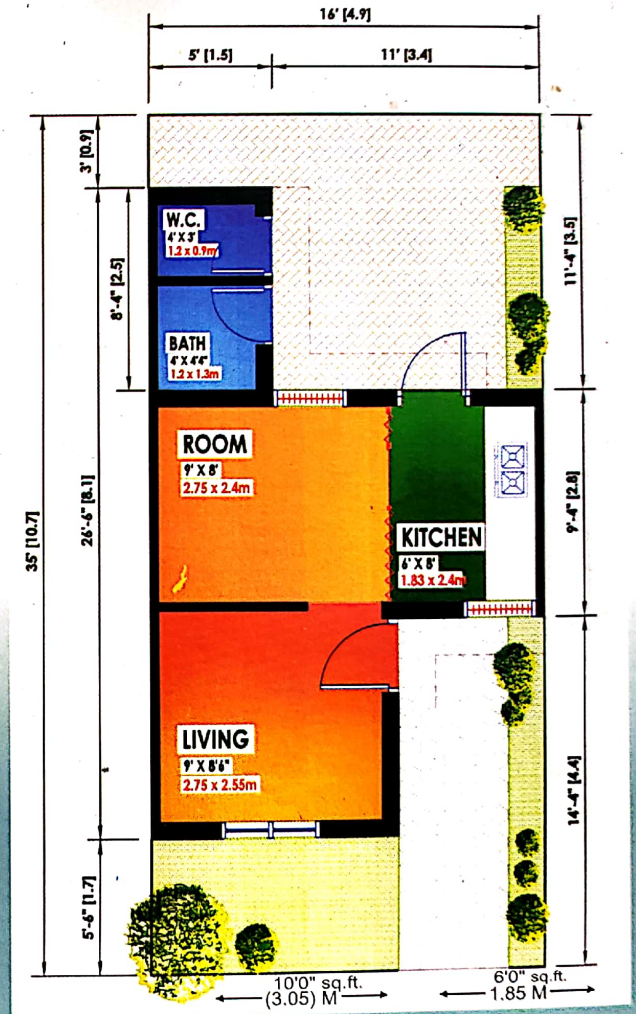 16' [4.9]
5' [1.5]
11' [3.4]
3' [0.9]
W.C.
4' X 3'
1.2 x 0.9m
8'-4" [2.5]
11'-4" [3.5]
BATH
4' X 4'4"
1.2 x 1.3m
ROOM
9' X 8'
2.75 x 2.4m
35' [10.7]
26'-6" [8.1]
9'-4" [2.8]
KITCHEN
6' X 8'
1.83 x 2.4m
LIVING
9' X 8'6"
2.75 x 2.55m
14'-4" [4.4]
5'-6" [1.7]
10'0" sq.ft.
(3.05) M
6'0" sq.ft.
1.85 M